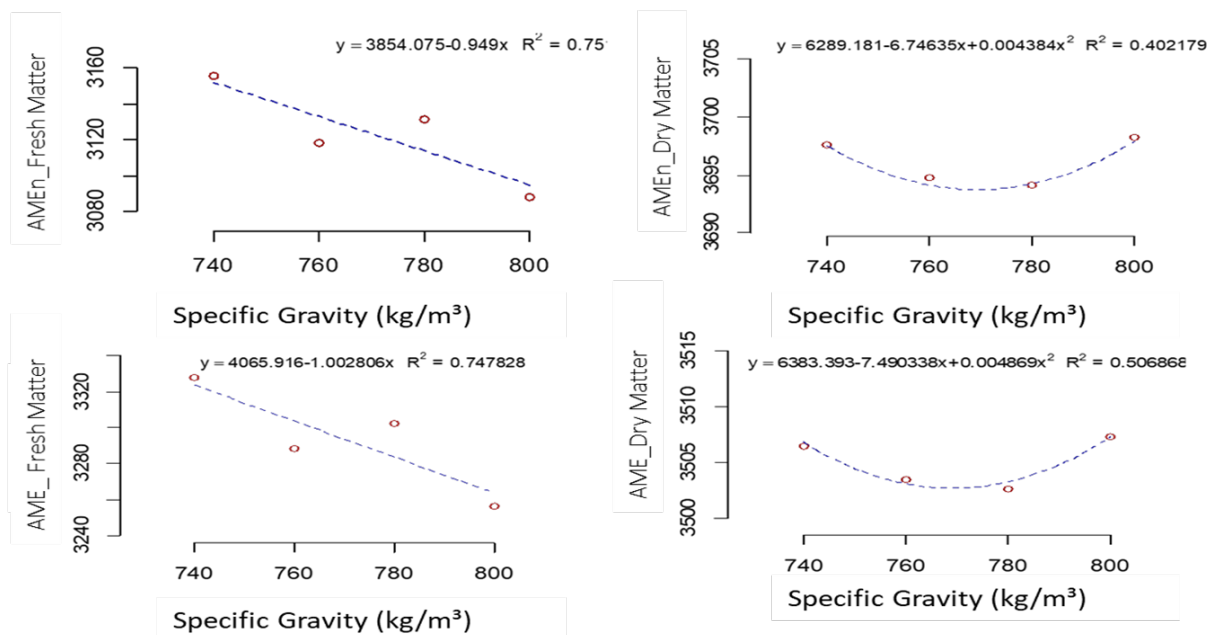 y = 3854.075-0.949x R² = 0.75
AMEn_Fresh Matter
3160
3120
3080
740 760 780 800
Specific Gravity (kg/m³)
y = 6289.181-6.74635x+0.004384x² R² = 0.402179
AMEn_Dry Matter
3705
3700
3695
3690
740 760 780 800
Specific Gravity (kg/m³)
y = 4065.916-1.002806x R² = 0.747828
AME_ Fresh Matter
3320
3280
3240
740 760 780 800
Specific Gravity (kg/m³)
y = 6383.393-7.490338x+0.004869x² R² = 0.506868
AME_Dry Matter
3515
3510
3505
3500
740 760 780 800
Specific Gravity (kg/m³)